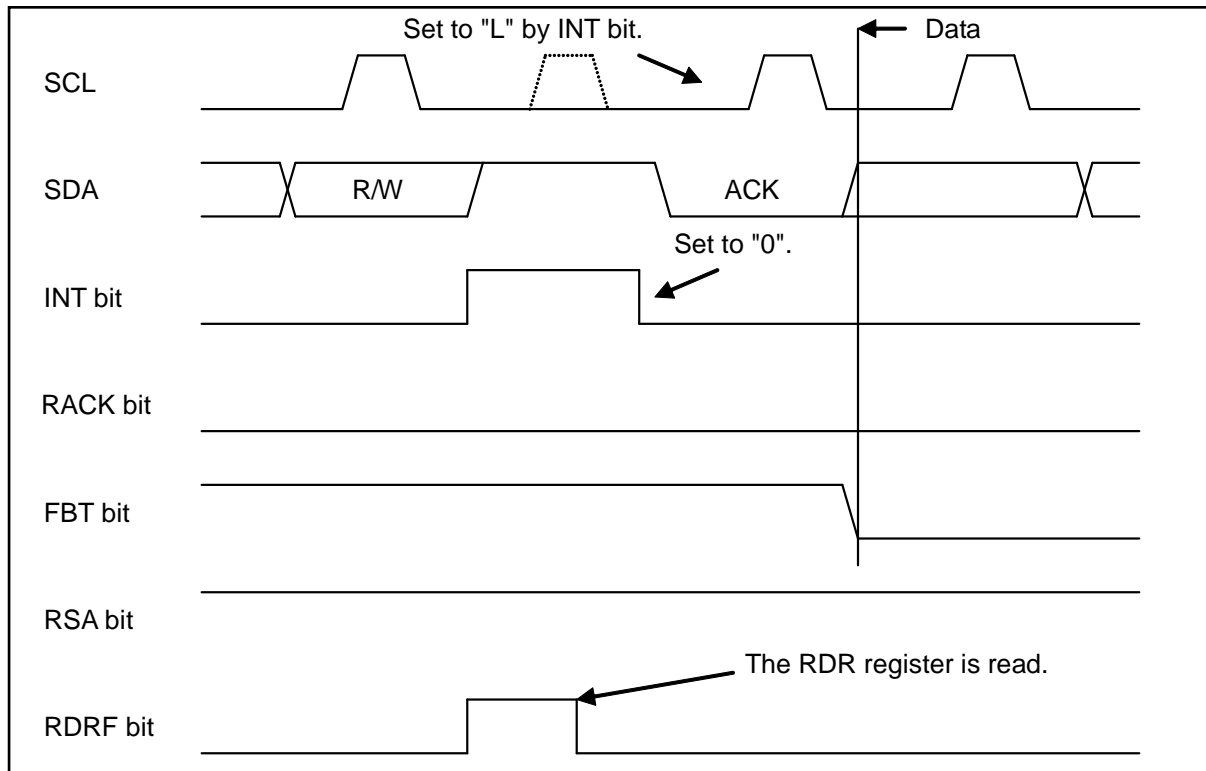 Set to "L" by INT bit.
Data
SCL
SDA
R/W
ACK
Set to "0".
INT bit
RACK bit
FBT bit
RSA bit
The RDR register is read.
RDRF bit